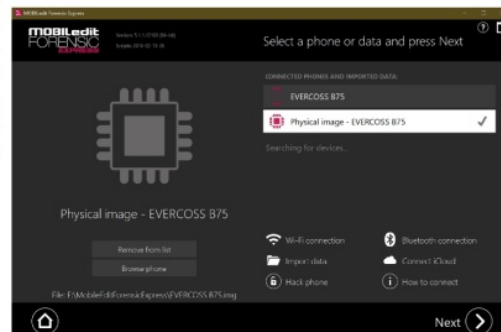 MOBILedit Forensic Express
MOBILedit
FORENSIC
EXPRESS
Select a phone or data and press Next
CONNECTED PHONES AND IMPORTED DATA:
EVERCOSS B75
Physical image - EVERCOSS B75
Searching for devices...
Physical image - EVERCOSS B75
Remove from list
Browse phone
File: E\MobileEditForensicExpress\EVERCOSS B75.img
Wi-Fi connection
Bluetooth connection
Import data
Connect iCloud
Hack phone
How to connect
Next